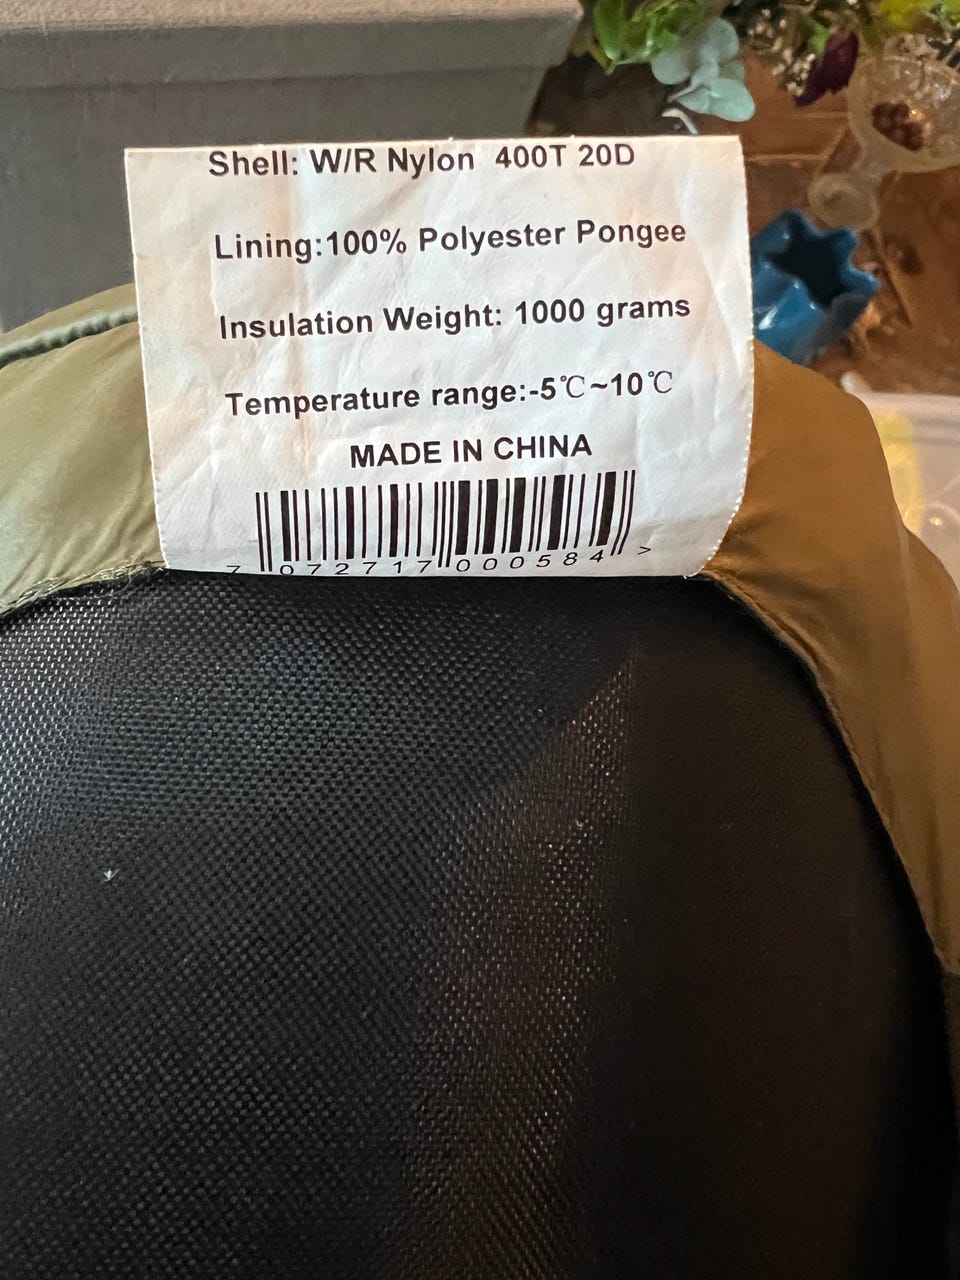 Shell: W/R Nylon 400T 20D
Lining:100% Polyester Pongee
Insulation Weight: 1000 grams
Temperature range:-5℃~10℃
MADE IN CHINA
7 072717 000584 >